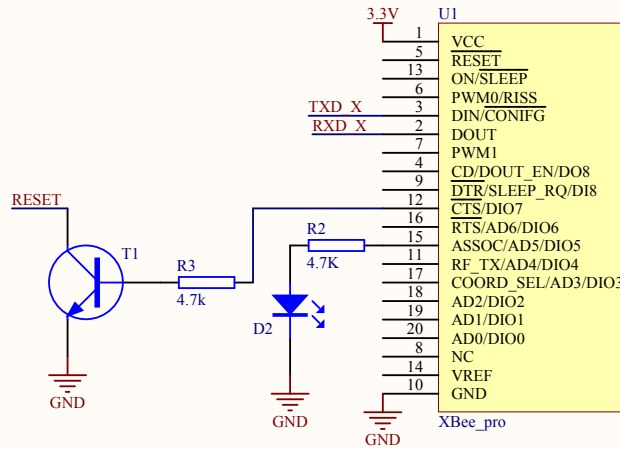 3.3V
U1
1 VCC
5 RESET
13 ON/SLEEP
6 PWM0/RISS
TXD_X 3 DIN/CONIFG
RXD_X 2 DOUT
7 PWM1
4 CD/DOUT_EN/DO8
9 DTR/SLEEP_RQ/DI8
RESET 12 CTS/DIO7
16 RTS/AD6/DIO6
R2 15 ASSOC/AD5/DIO5
T1 R3 4.7K 11 RF_TX/AD4/DIO4
17 COORD_SEL/AD3/DIO3
4.7k 18 AD2/DIO2
19 AD1/DIO1
D2 20 AD0/DIO0
8 NC
14 VREF
10 GND
GND GND XBee_pro
GND